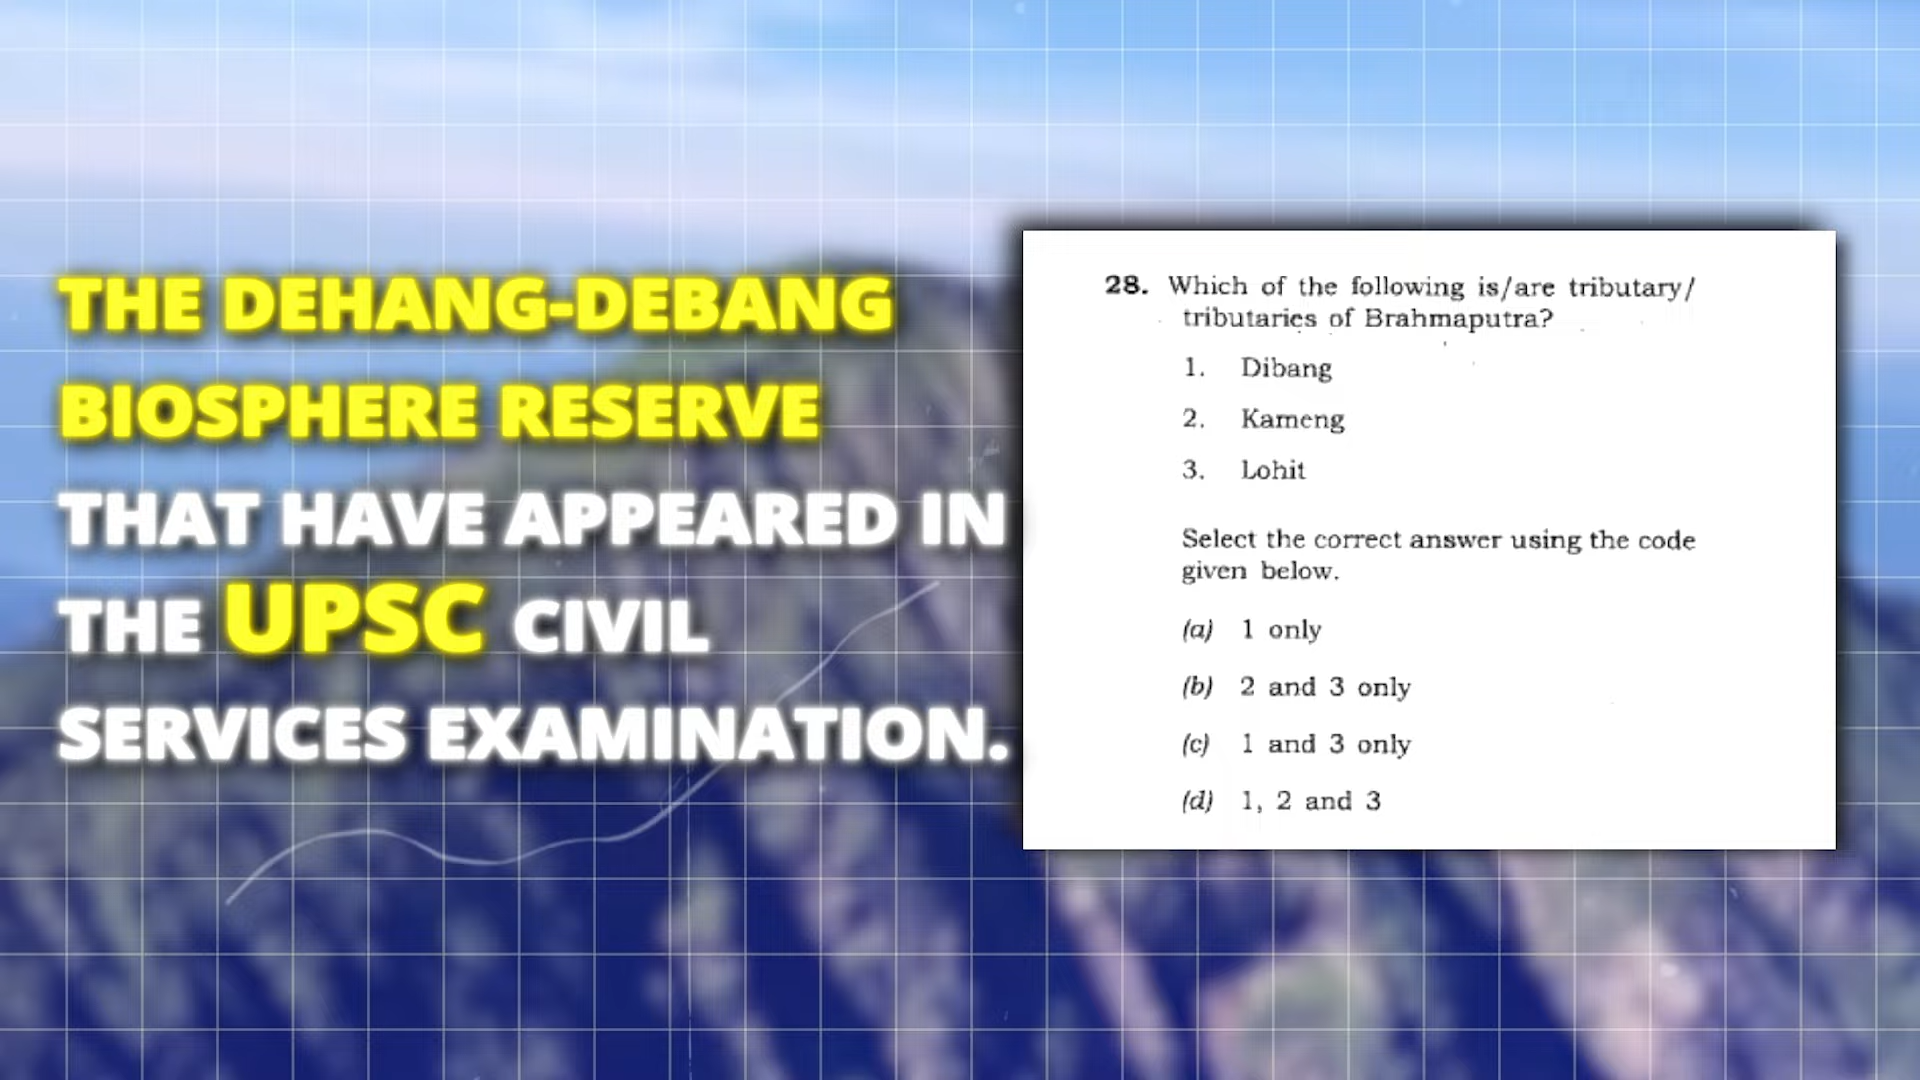 THE DEHANG-DEBANG
BIOSPHERE RESERVE
THAT HAVE APPEARED IN
THE UPSC CIVIL
SERVICES EXAMINATION.
28. Which of the following is/are tributary/
tributaries of Brahmaputra?
1. Dibang
2. Kameng
3. Lohit
Select the correct answer using the code
given below.
(a) 1 only
(b) 2 and 3 only
(c) 1 and 3 only
(d) 1, 2 and 3